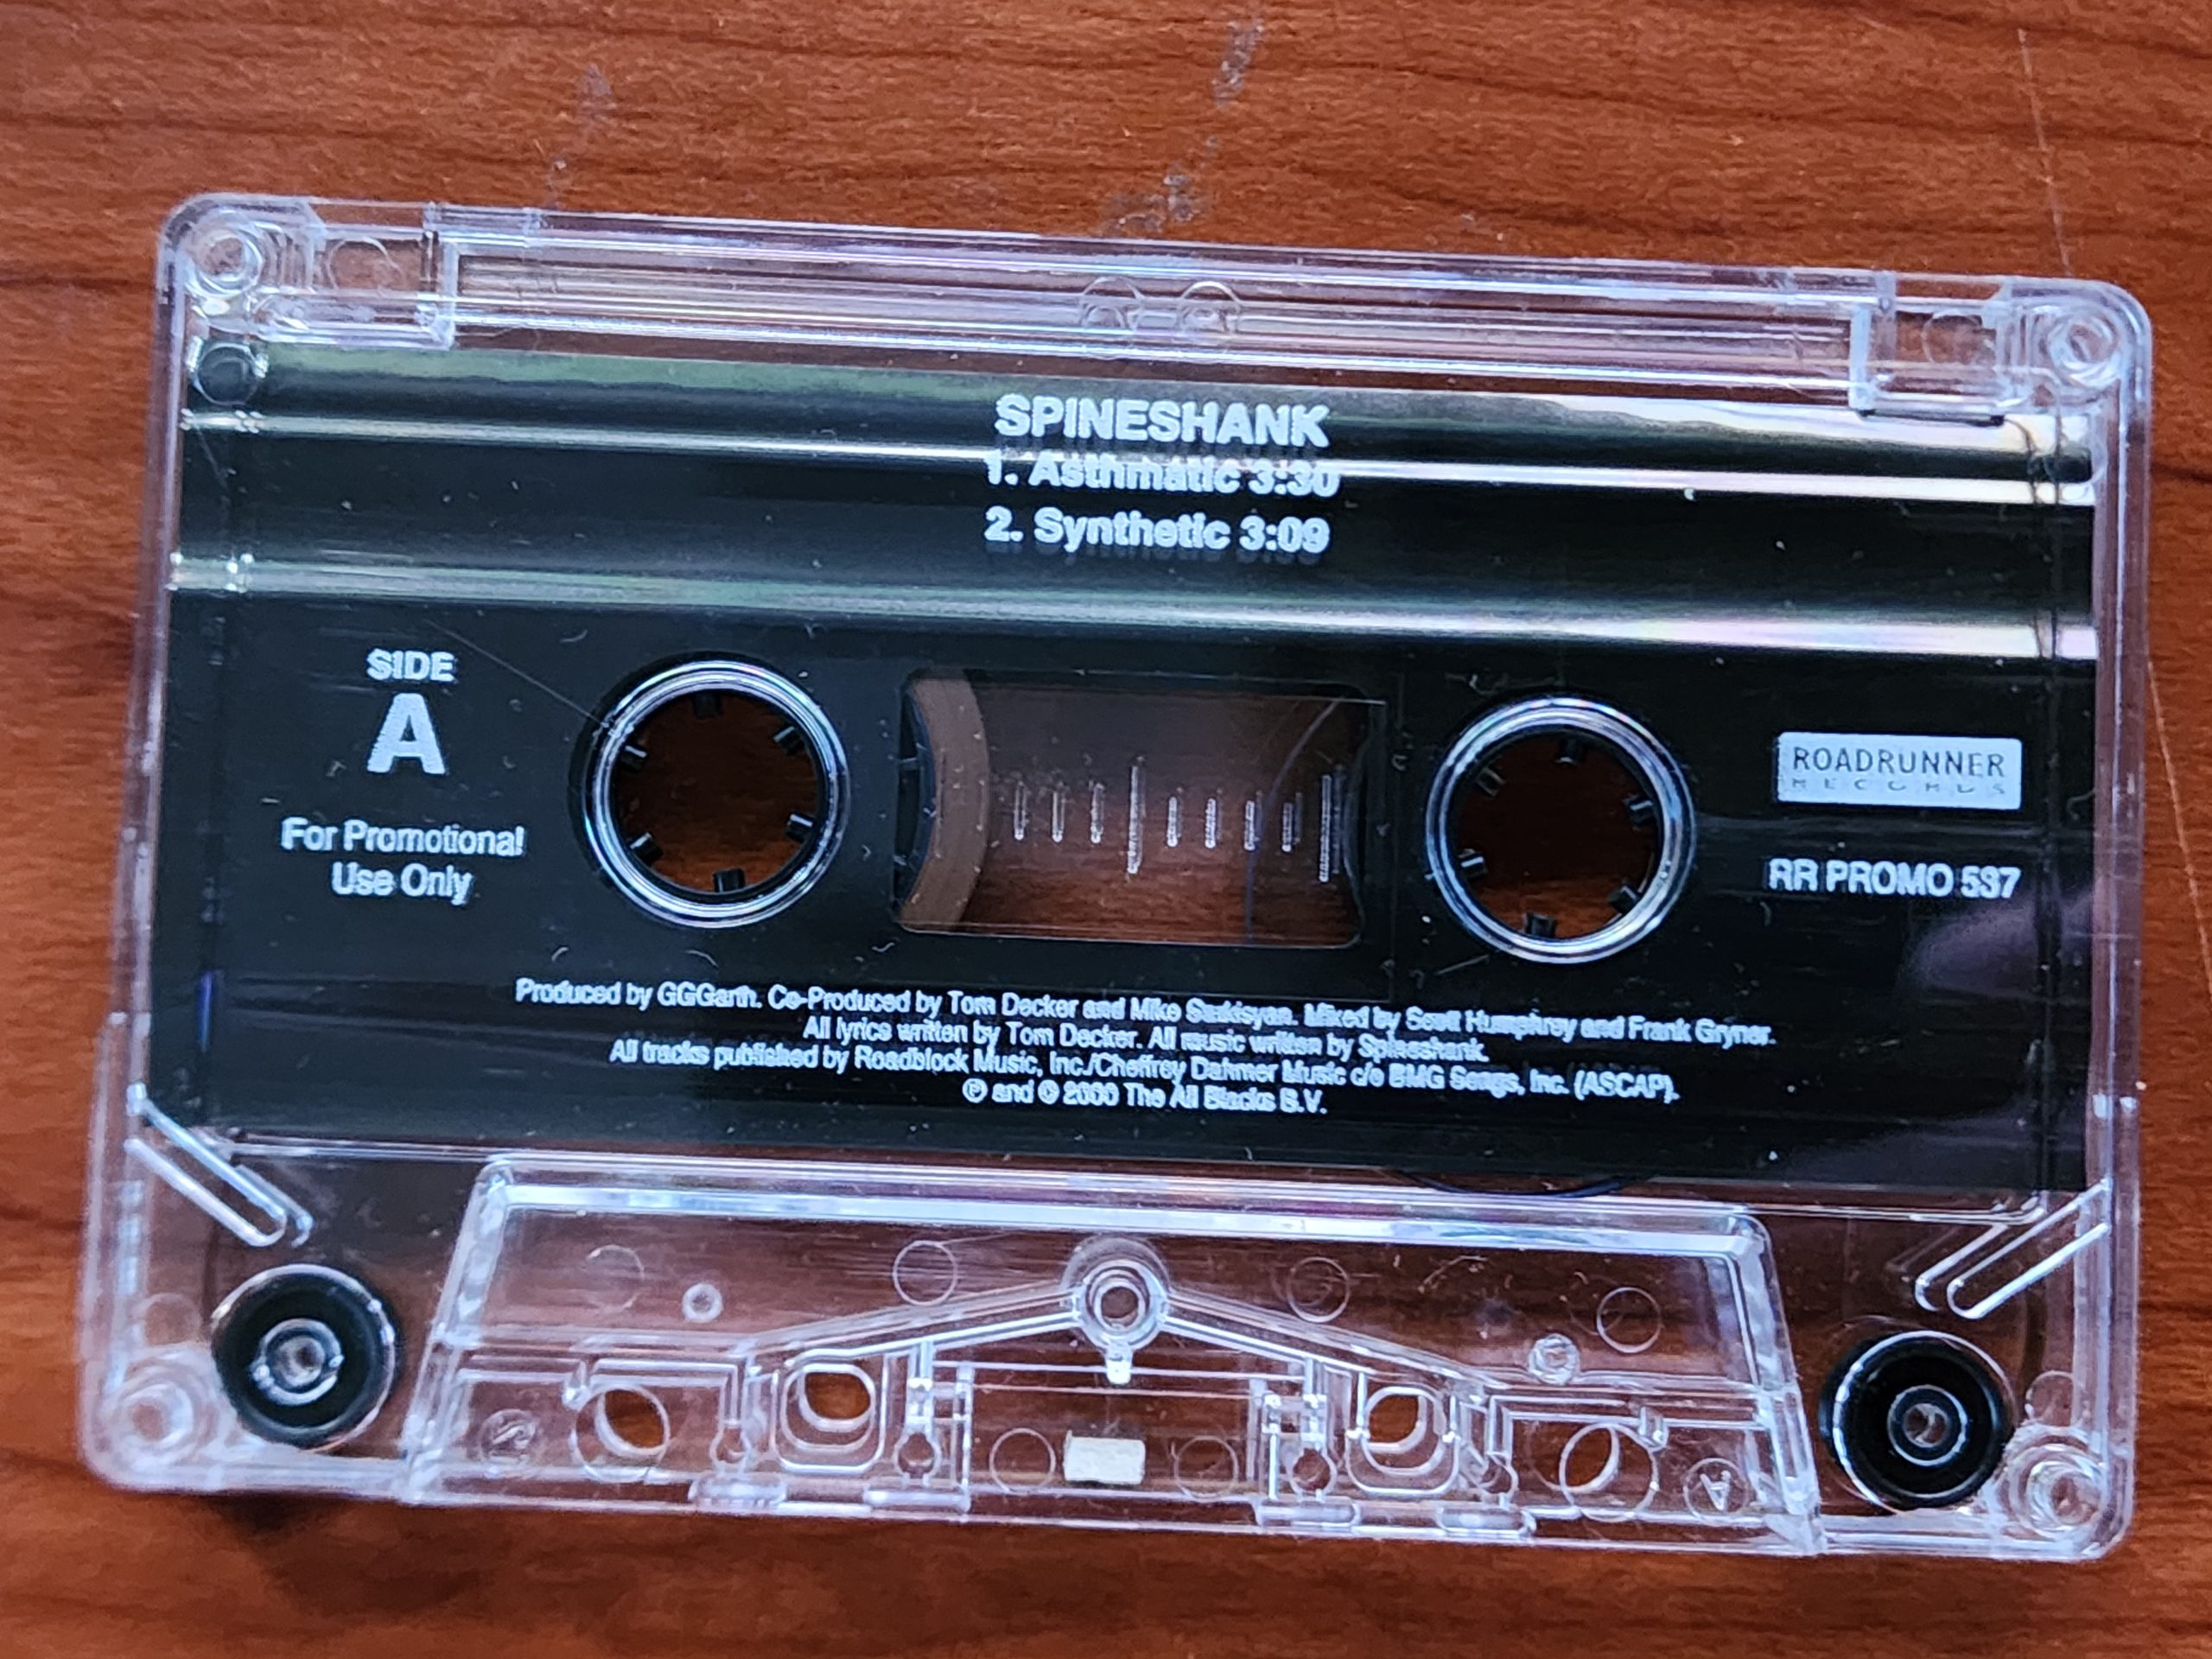 SPINESHANK
1. Asthmatic 3:30
2. Synthetic 3:09
SIDE
A
For Promotional
Use Only
ROADRUNNER
RECORDS
RR PROMO 537
Produced by GGGarth. Co-Produced by Tom Decker and Mike Sarkisyan. Mixed by Scott Humphrey and Frank Gryner.
All lyrics written by Tom Decker. All music written by Spineshank.
All tracks published by Roadblock Music, Inc./Cheffrey Dahmer Music c/o BMG Songs, Inc. (ASCAP).
℗ and © 2000 The All Blacks B.V.
A